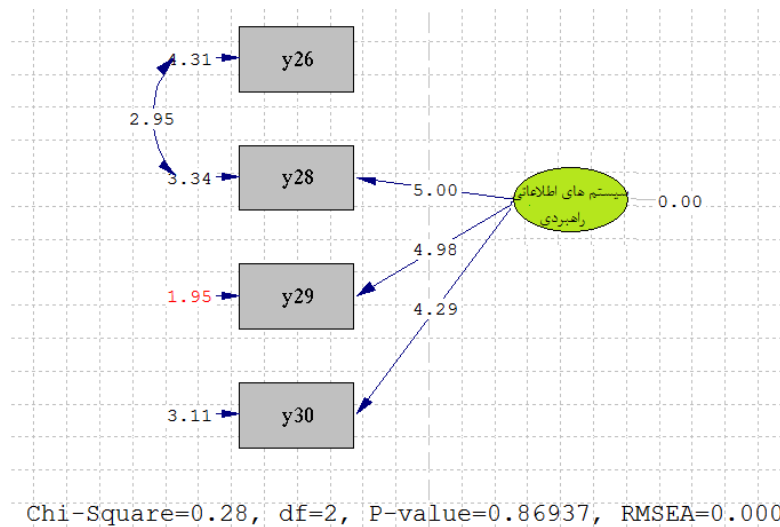 4.31
y26
2.95
3.34
y28
5.00
سیستم های اطلاعاتی
راهبردی
0.00
4.98
1.95
y29
4.29
3.11
y30
Chi-Square=0.28, df=2, P-value=0.86937, RMSEA=0.000